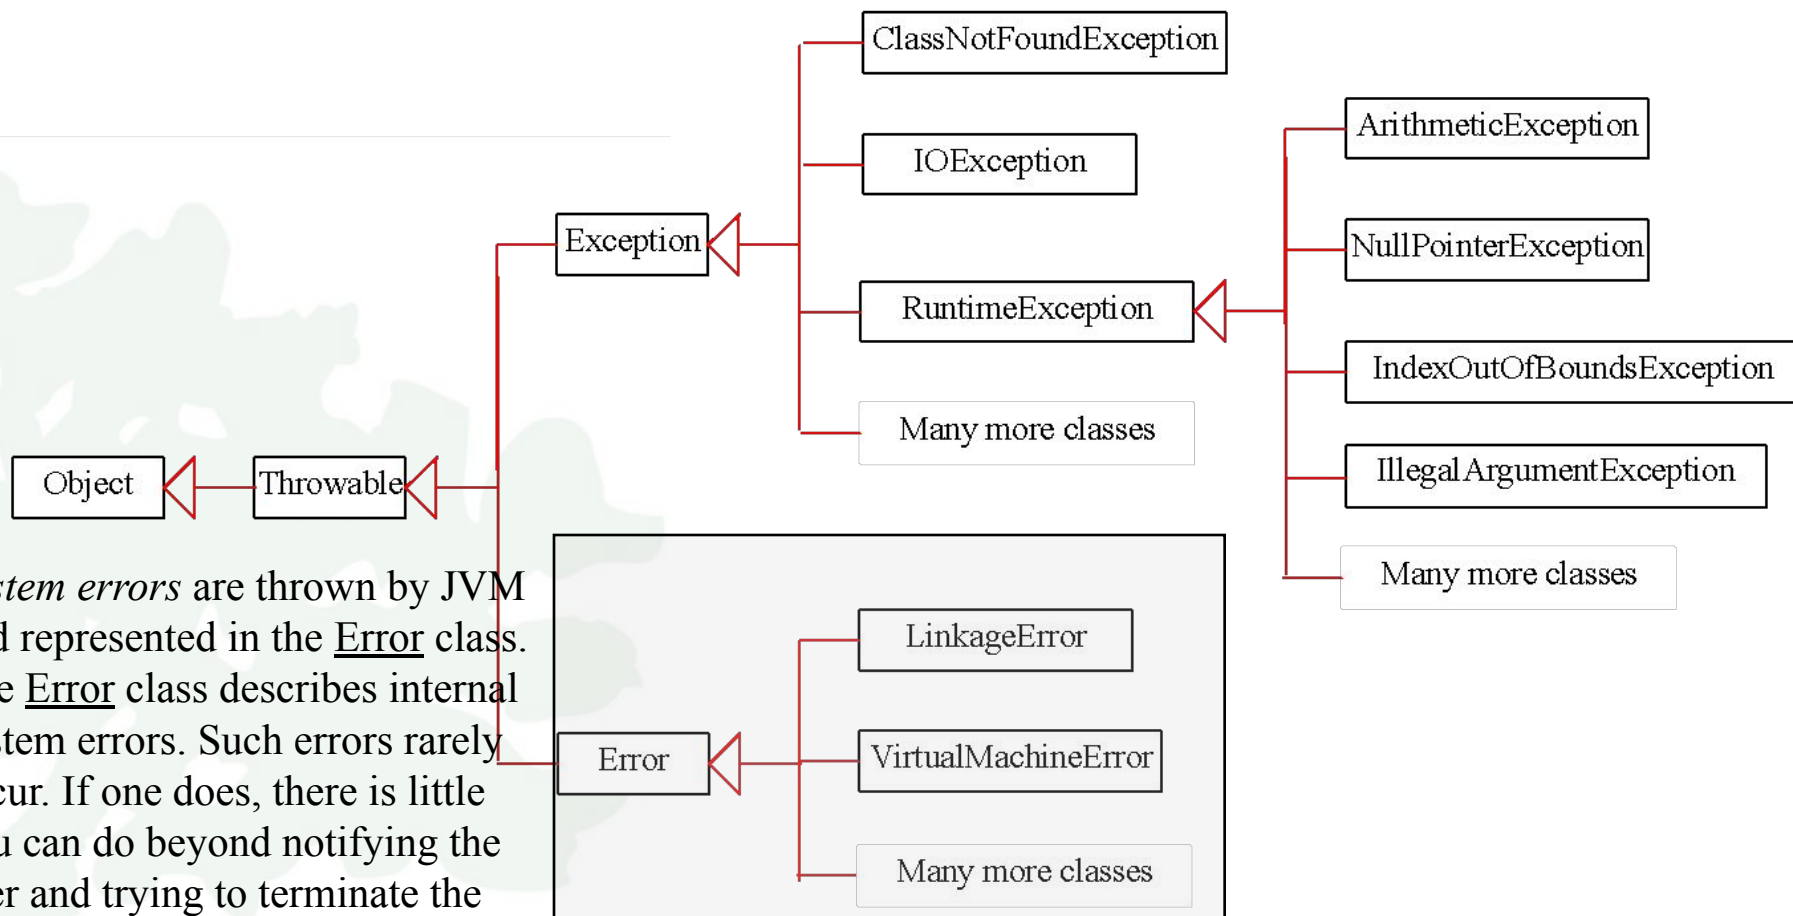 ClassNotFoundException
IOException
Exception
RuntimeException
Many more classes
ArithmeticException
NullPointerException
IndexOutOfBoundsException
IllegalArgumentException
Many more classes
Object
Throwable
stem errors are thrown by JVM
d represented in the Error class.
e Error class describes internal
stem errors. Such errors rarely
cur. If one does, there is little
u can do beyond notifying the
er and trying to terminate the
LinkageError
Error
VirtualMachineError
Many more classes